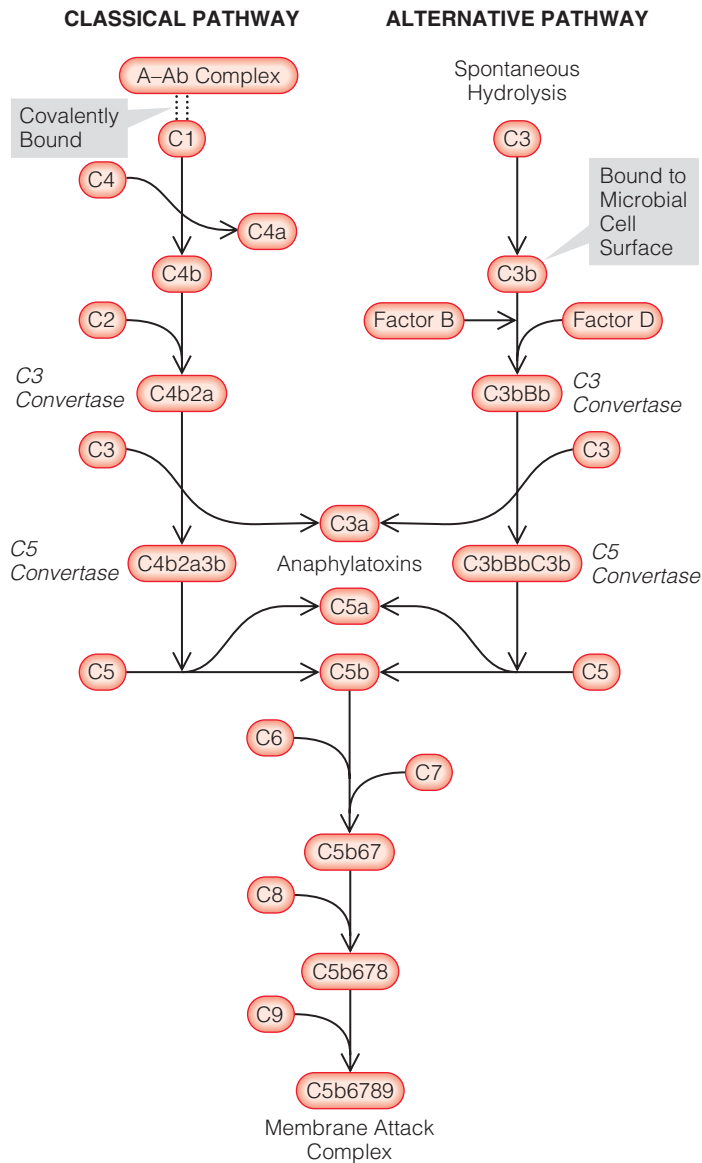 CLASSICAL PATHWAY
ALTERNATIVE PATHWAY
A–Ab Complex
Spontaneous
Hydrolysis
Covalently
Bound
C1
C3
C4
C4a
Bound to
Microbial
Cell
Surface
C4b
C3b
C2
Factor B
Factor D
C3
Convertase
C4b2a
C3bBb
C3
Convertase
C3
C3
C3a
C5
Convertase
C4b2a3b
Anaphylatoxins
C3bBbC3b
C5
Convertase
C5a
C5
C5b
C5
C6
C7
C5b67
C8
C5b678
C9
C5b6789
Membrane Attack
Complex